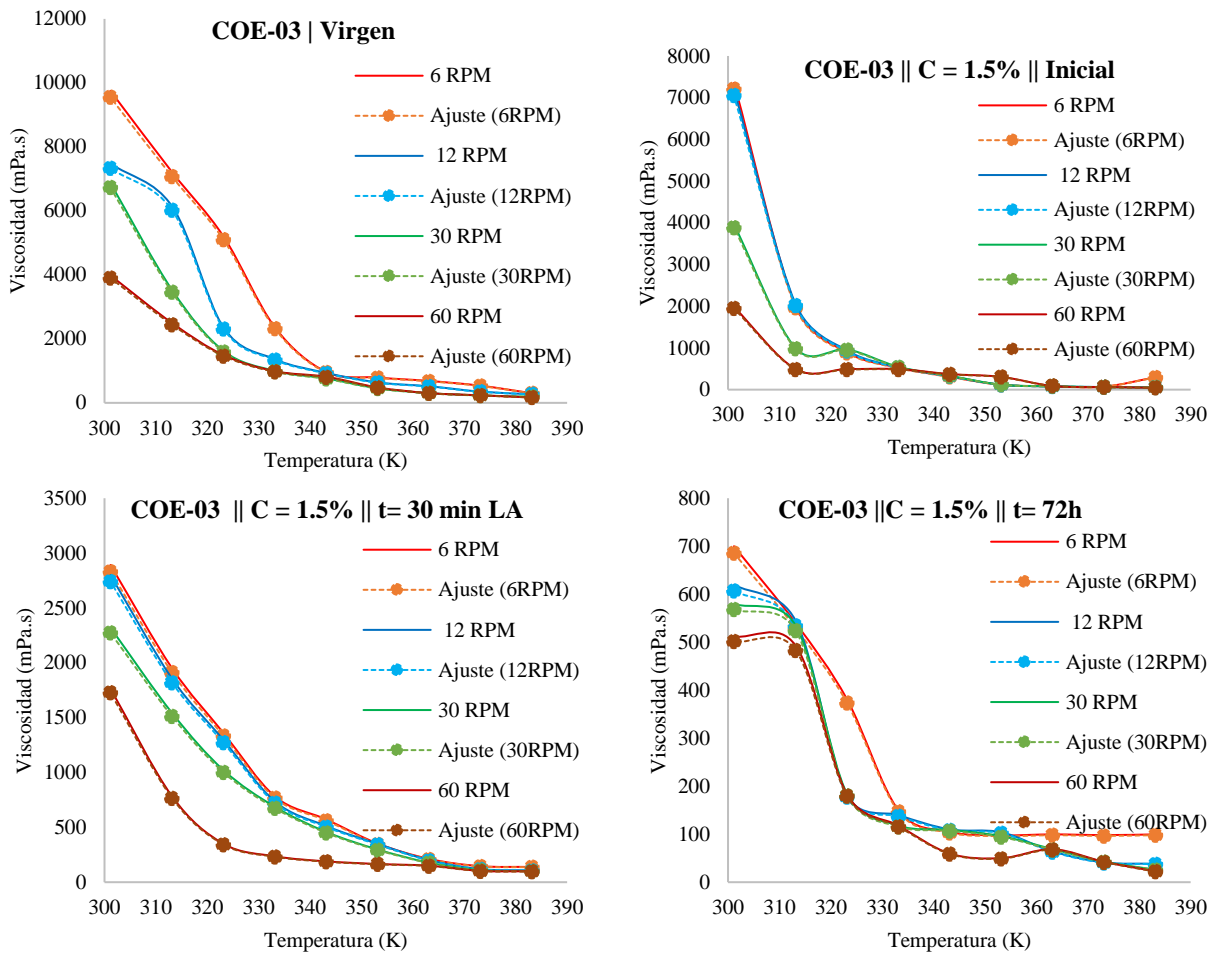 COE-03 | Virgen
12000
10000
8000
6000
4000
2000
0
Viscosidad (mPa.s)
6 RPM
Ajuste (6RPM)
12 RPM
Ajuste (12RPM)
30 RPM
Ajuste (30RPM)
60 RPM
Ajuste (60RPM)
300 310 320 330 340 350 360 370 380 390
Temperatura (K)
COE-03 || C = 1.5% || Inicial
8000
7000
6000
5000
4000
3000
2000
1000
0
Viscosidad (mPa.s)
6 RPM
Ajuste (6RPM)
12 RPM
Ajuste (12RPM)
30 RPM
Ajuste (30RPM)
60 RPM
Ajuste (60RPM)
300 310 320 330 340 350 360 370 380 390
Temperatura (K)
COE-03 || C = 1.5% || t= 30 min LA
3500
3000
2500
2000
1500
1000
500
0
Viscosidad (mPa.s)
6 RPM
Ajuste (6RPM)
12 RPM
Ajuste (12RPM)
30 RPM
Ajuste (30RPM)
60 RPM
Ajuste (60RPM)
300 310 320 330 340 350 360 370 380 390
Temperatura (K)
COE-03 ||C = 1.5% || t= 72h
800
700
600
500
400
300
200
100
0
Viscosidad (mPa.s)
6 RPM
Ajuste (6RPM)
12 RPM
Ajuste (12RPM)
30 RPM
Ajuste (30RPM)
60 RPM
Ajuste (60RPM)
300 310 320 330 340 350 360 370 380 390
Temperatura (K)